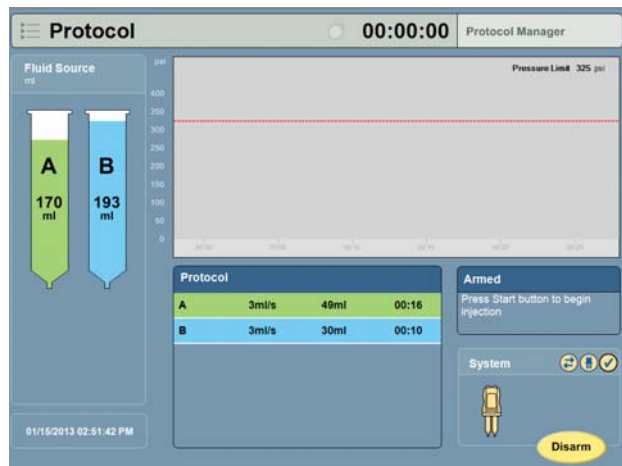 Protocol
00:00:00
Protocol Manager
Fluid Source
ml
A
170
ml
B
193
ml
psi
Pressure Limit 325 psi
400
350
300
250
200
150
100
50
0
Protocol
A 3ml/s 49ml 00:16
B 3ml/s 30ml 00:10
Armed
Press Start button to begin
injection
System
Disarm
01/15/2013 02:51:42 PM